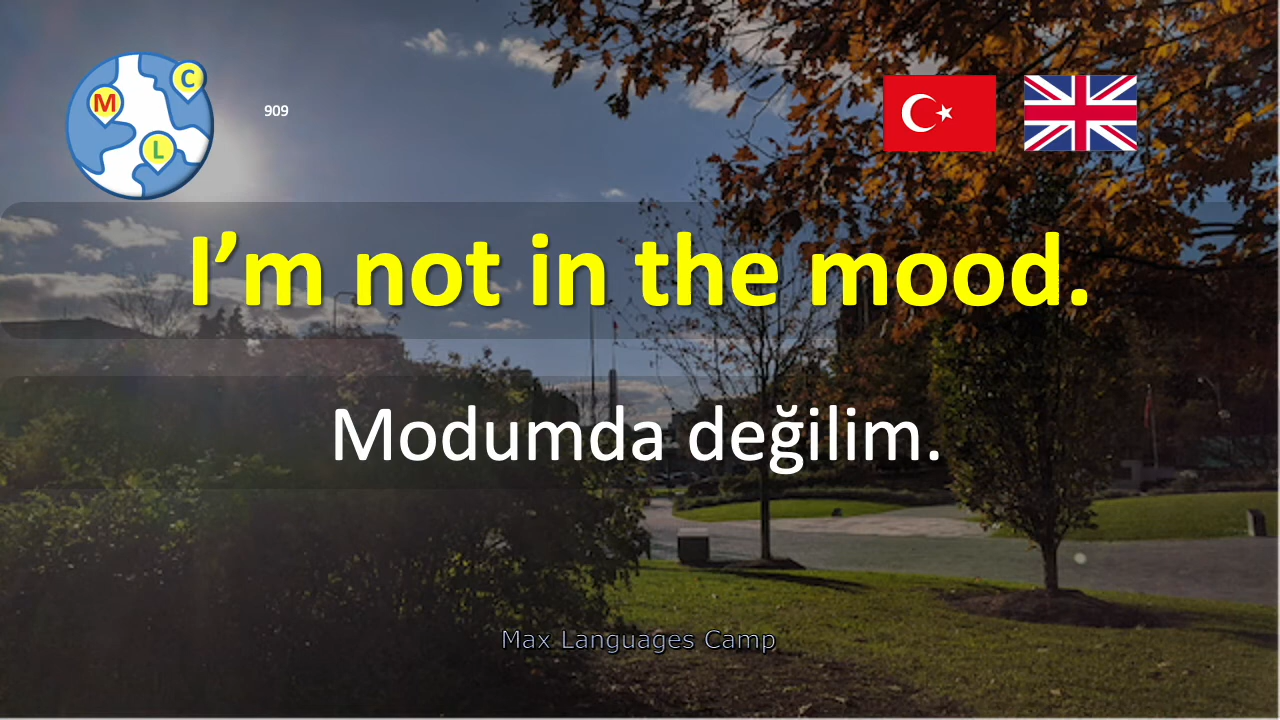 C
M
L
909
I’m not in the mood.
Modumda değilim.
Max Languages Camp